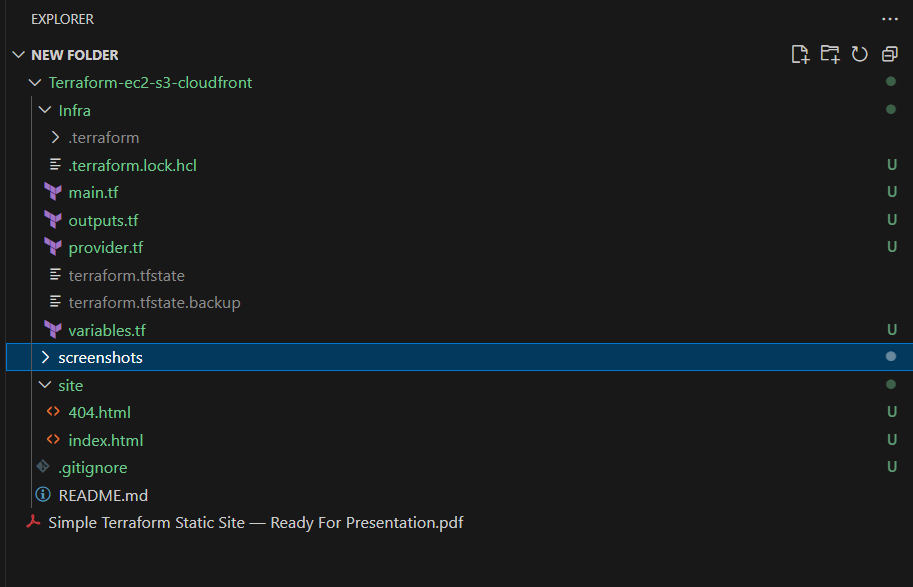 EXPLORER
NEW FOLDER
Terraform-ec2-s3-cloudfront
Infra
.terraform
.terraform.lock.hcl U
main.tf U
outputs.tf U
provider.tf U
terraform.tfstate
terraform.tfstate.backup
variables.tf U
screenshots
site
404.html U
index.html U
.gitignore U
README.md
Simple Terraform Static Site — Ready For Presentation.pdf